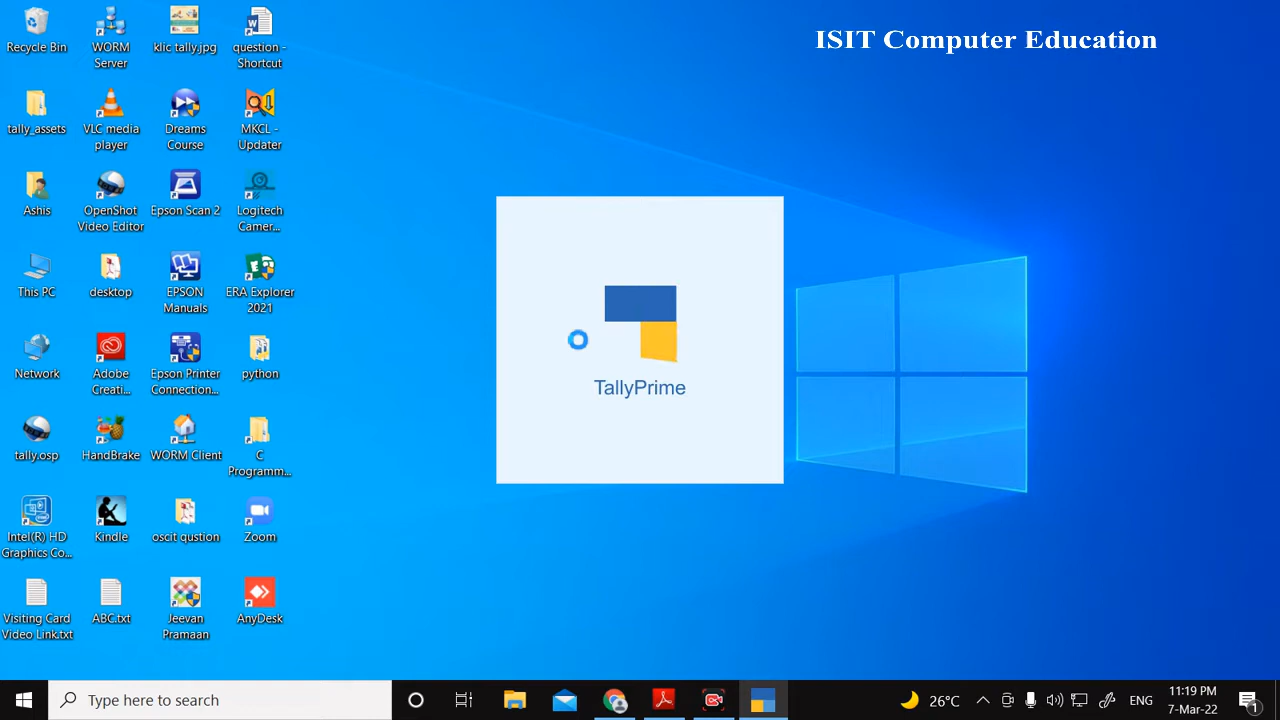 ISIT Computer Education
Recycle Bin
WORM
Server
klic tally.jpg
question -
Shortcut
tally_assets
VLC media
player
Dreams
Course
MKCL -
Updater
Ashis
OpenShot
Video Editor
Epson Scan 2
Logitech
Camer...
This PC
desktop
EPSON
Manuals
ERA Explorer
2021
Network
Adobe
Creati...
Epson Printer
Connection...
python
tally.osp
HandBrake
WORM Client
C
Programm...
Intel(R) HD
Graphics Co...
Kindle
oscit qustion
Zoom
Visiting Card
Video Link.txt
ABC.txt
Jeevan
Pramaan
AnyDesk
TallyPrime
Type here to search
26°C
ENG
11:19 PM
7-Mar-22
1